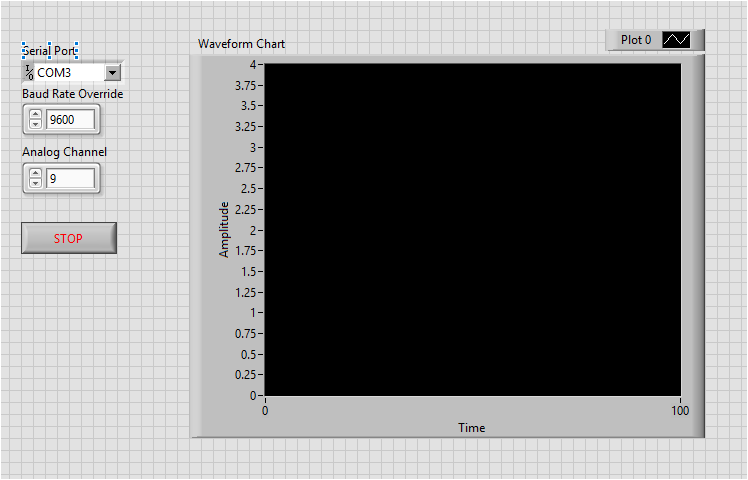 Serial Port
I/O COM3
Baud Rate Override
9600
Analog Channel
9
STOP
Waveform Chart
Plot 0
Amplitude
4
3.75
3.5
3.25
3
2.75
2.5
2.25
2
1.75
1.5
1.25
1
0.75
0.5
0.25
0
0
100
Time